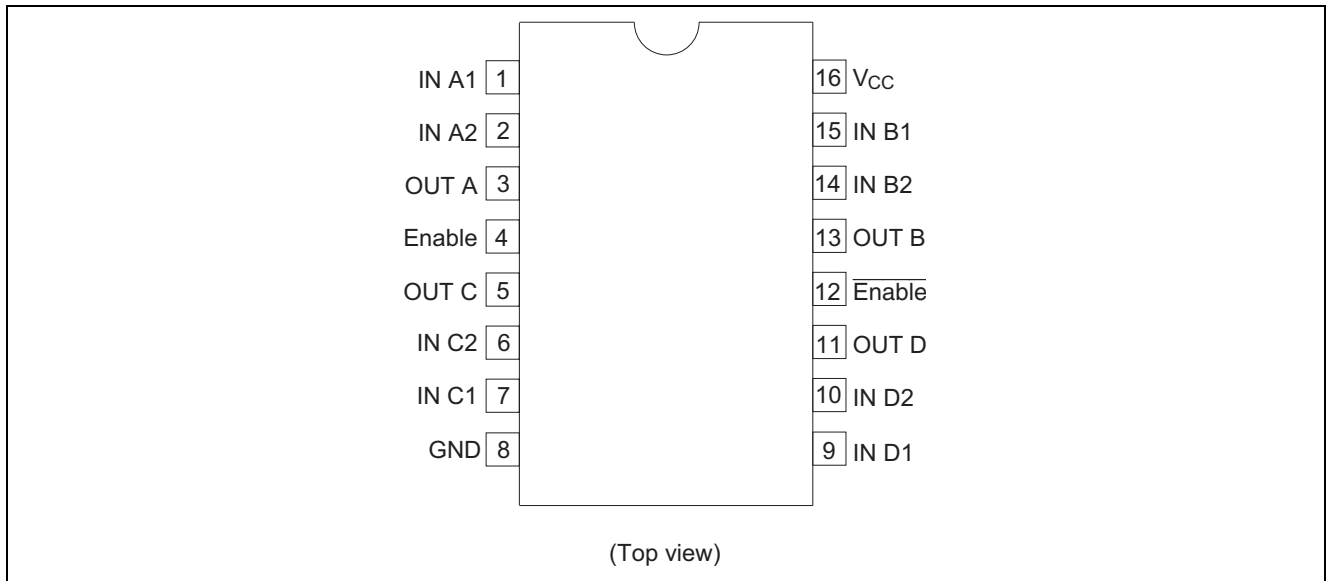 IN A1 1
IN A2 2
OUT A 3
Enable 4
OUT C 5
IN C2 6
IN C1 7
GND 8
16 VCC
15 IN B1
14 IN B2
13 OUT B
12 E̅n̅a̅b̅l̅e̅
11 OUT D
10 IN D2
9 IN D1
(Top view)